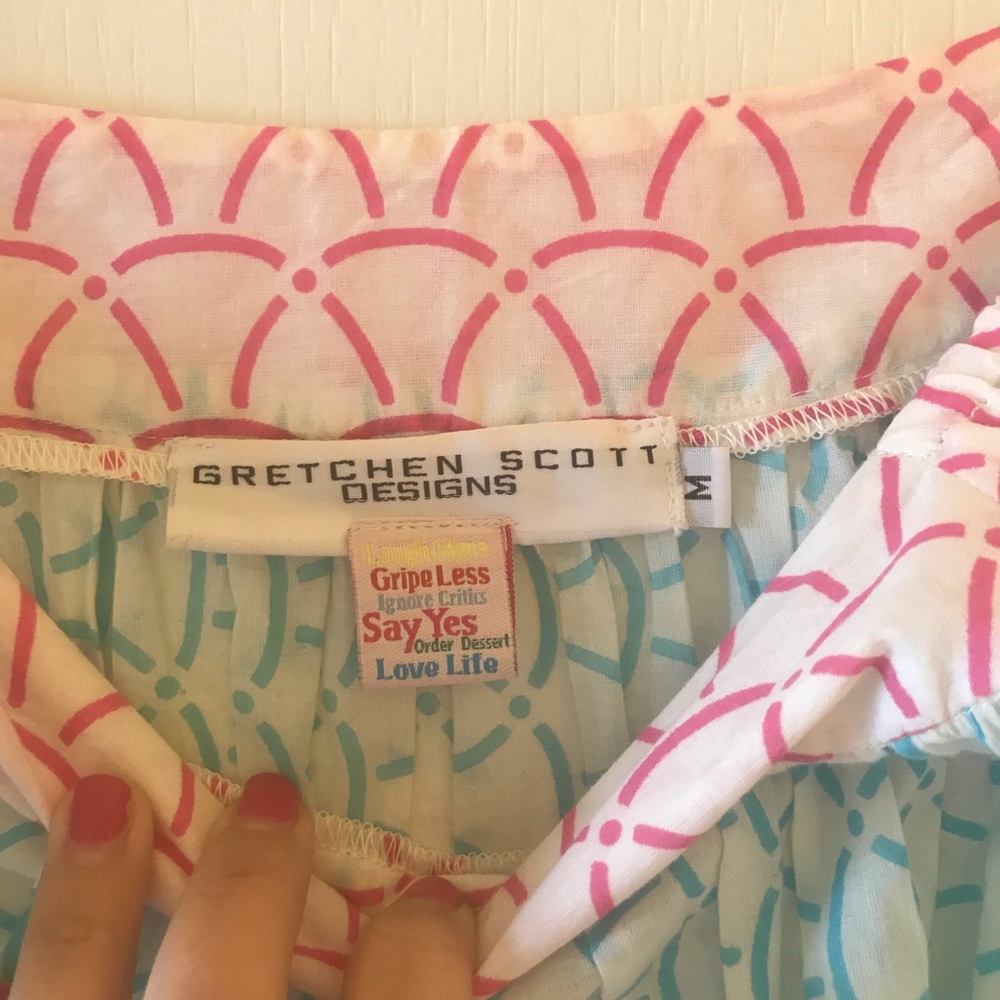 GRETCHEN SCOTT
DESIGNS
M
Laugh More
Gripe Less
Ignore Critics
Say Yes
Order Dessert
Love Life